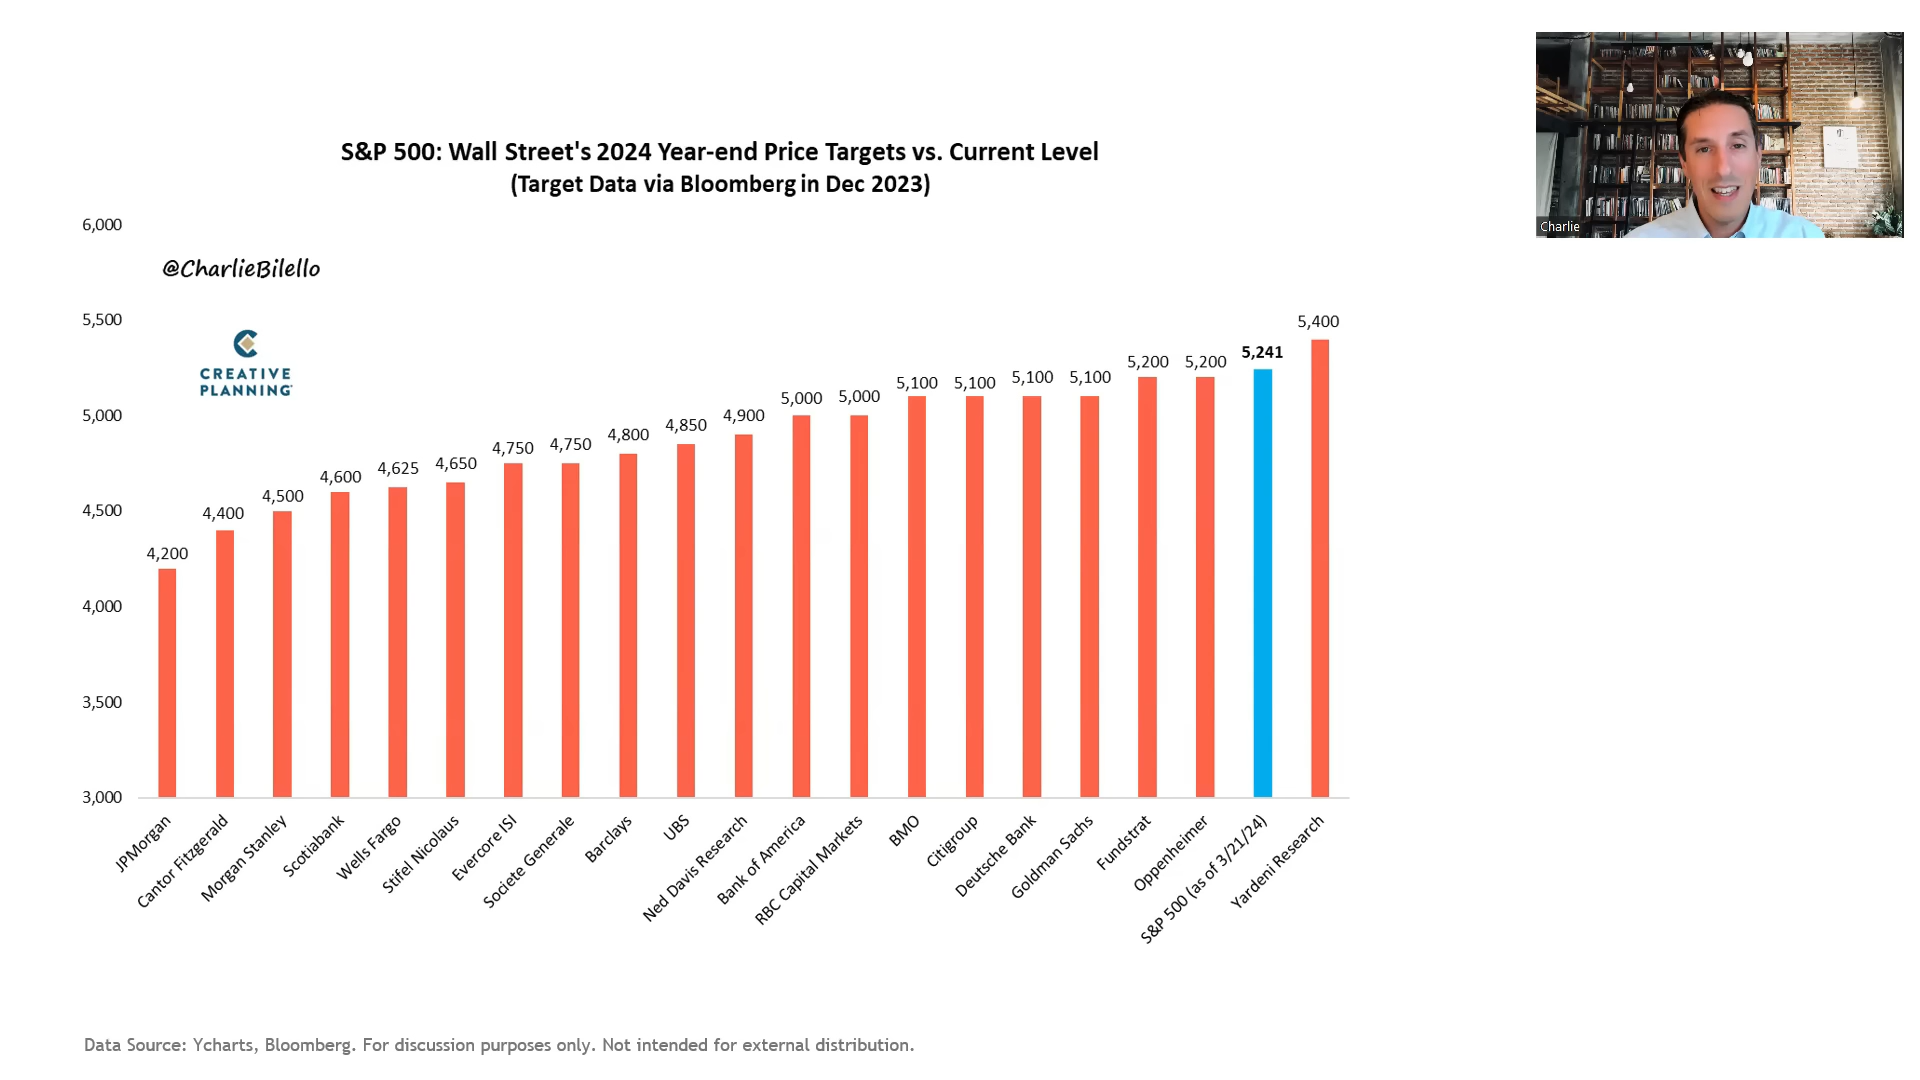 S&P 500: Wall Street's 2024 Year-end Price Targets vs. Current Level
(Target Data via Bloomberg in Dec 2023)
Charlie
@CharlieBilello
CREATIVE
PLANNING
6,000
5,500
5,000
4,500
4,000
3,500
3,000
4,200
4,400
4,500
4,600
4,625
4,650
4,750
4,750
4,800
4,850
4,900
5,000
5,000
5,100
5,100
5,100
5,100
5,200
5,200
5,241
5,400
JPMorgan
Cantor Fitzgerald
Morgan Stanley
Scotiabank
Wells Fargo
Stifel Nicolaus
Evercore ISI
Societe Generale
Barclays
UBS
Ned Davis Research
Bank of America
RBC Capital Markets
BMO
Citigroup
Deutsche Bank
Goldman Sachs
Fundstrat
Oppenheimer
S&P 500 (as of 3/21/24)
Yardeni Research
Data Source: Ycharts, Bloomberg. For discussion purposes only. Not intended for external distribution.